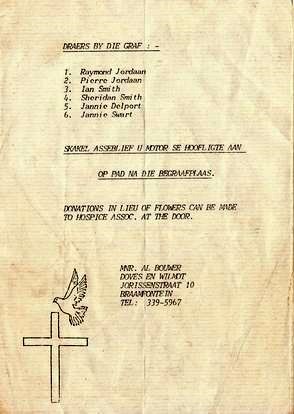 DRAERS BY DIE GRAF : -
1. Raymond Jordaan
2. Pierre Jordaan
3. Ian Smith
4. Sheridan Smith
5. Jannie Delport
6. Jannie Swart
SKAKEL ASSEBLIEF U MOTOR SE HOOFLIGTE AAN
OP PAD NA DIE BEGRAAFPLAAS.
DONATIONS IN LIEU OF FLOWERS CAN BE MADE
TO HOSPICE ASSOC. AT THE DOOR.
MNR. AL BOUWER
DOVES EN WILMOT
JORISSENSTRAAT 10
BRAAMFONTEIN
TEL: 339-5967